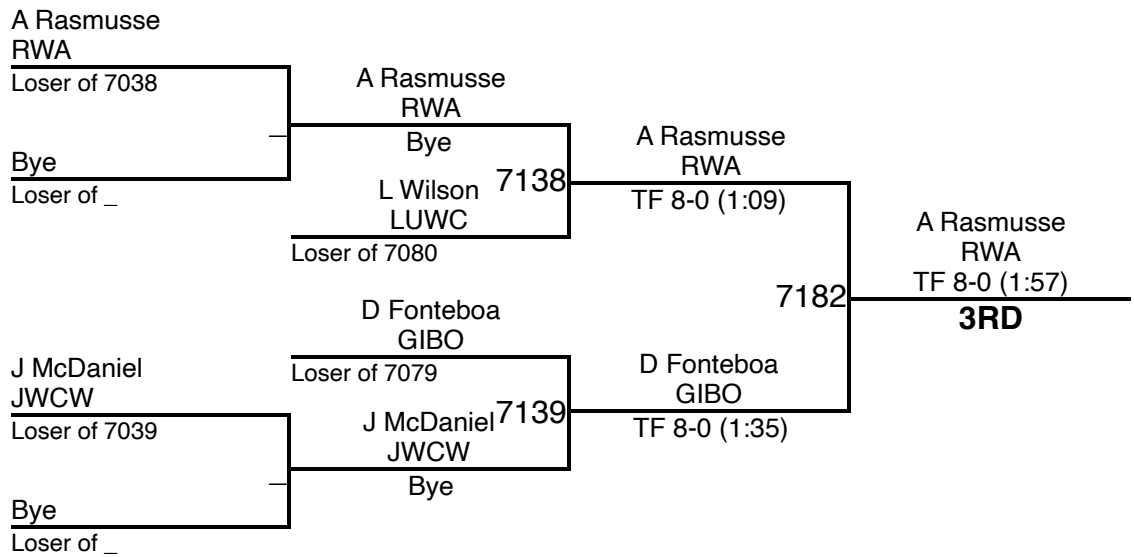 A Rasmusse
RWA
Loser of 7038
_
Bye
Loser of _
A Rasmusse
RWA
Bye
L Wilson
LUWC
Loser of 7080
7138
A Rasmusse
RWA
TF 8-0 (1:09)
D Fonteboa
GIBO
Loser of 7079
J McDaniel
JWCW
Loser of 7039
_
Bye
Loser of _
J McDaniel
JWCW
Bye
7139
D Fonteboa
GIBO
TF 8-0 (1:35)
7182
A Rasmusse
RWA
TF 8-0 (1:57)
3RD